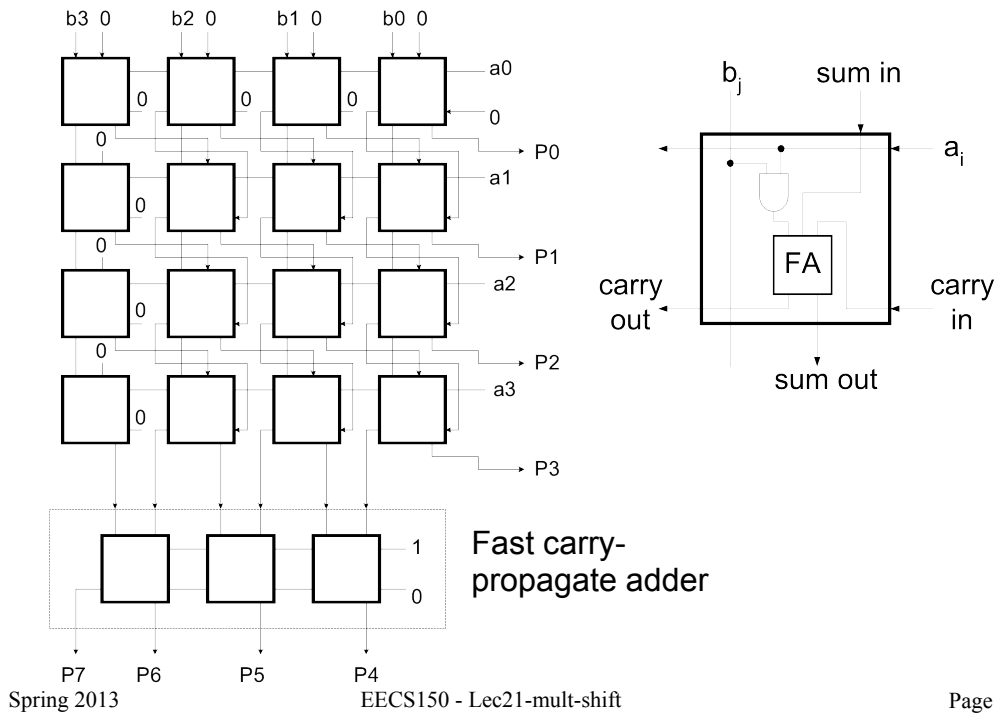 b3 0 b2 0 b1 0 b0 0
a0
0 0 0 0
0
P0
a1
0
0
P1
a2
0
0
P2
a3
0
P3
1
0
Fast carry-
propagate adder
P7 P6 P5 P4
b_j sum in
a_i
FA
carry
out
carry
in
sum out
Spring 2013 EECS150 - Lec21-mult-shift Page